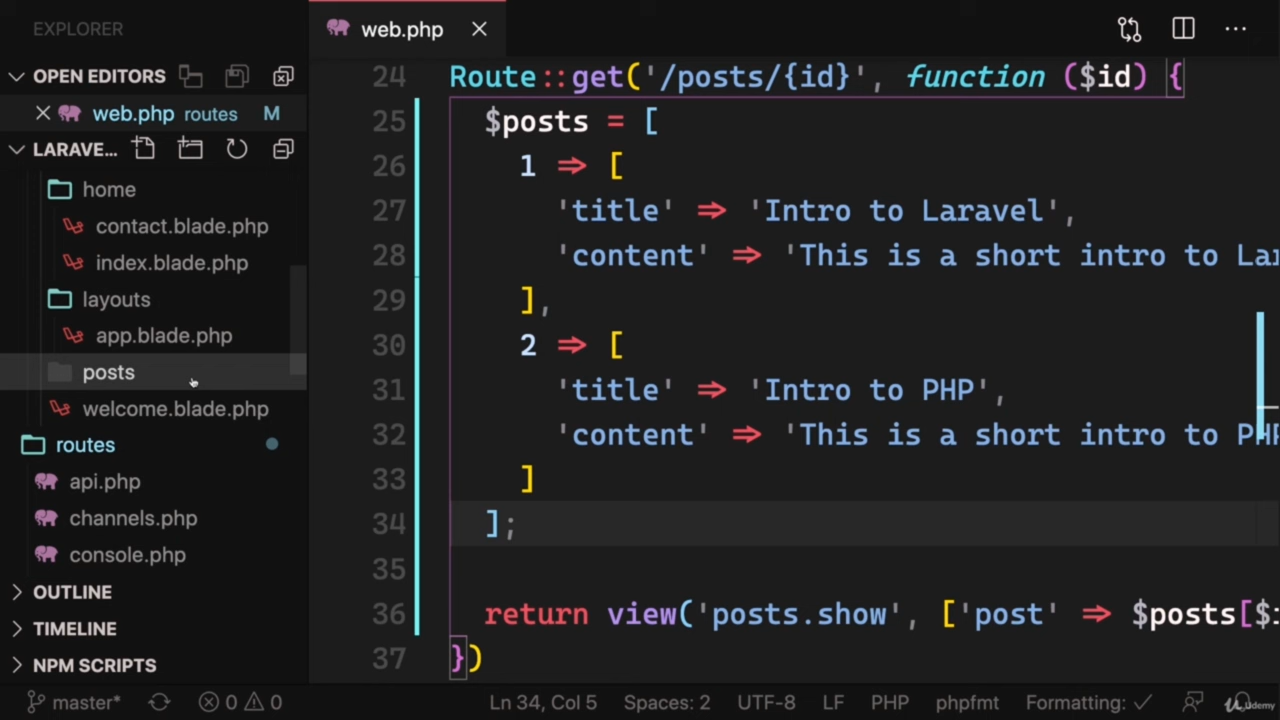 EXPLORER
OPEN EDITORS
web.php routes M
LARAVE...
home
contact.blade.php
index.blade.php
layouts
app.blade.php
posts
welcome.blade.php
routes
api.php
channels.php
console.php
OUTLINE
TIMELINE
NPM SCRIPTS
web.php
24 Route::get('/posts/{id}', function ($id) {
25 $posts = [
26 1 => [
27 'title' => 'Intro to Laravel',
28 'content' => 'This is a short intro to Lar
29 ],
30 2 => [
31 'title' => 'Intro to PHP',
32 'content' => 'This is a short intro to PHP
33 ]
34 ];
35
36 return view('posts.show', ['post' => $posts[$i
37 })
master* 0 0 Ln 34, Col 5 Spaces: 2 UTF-8 LF PHP phpfmt Formatting: ✓ Udemy